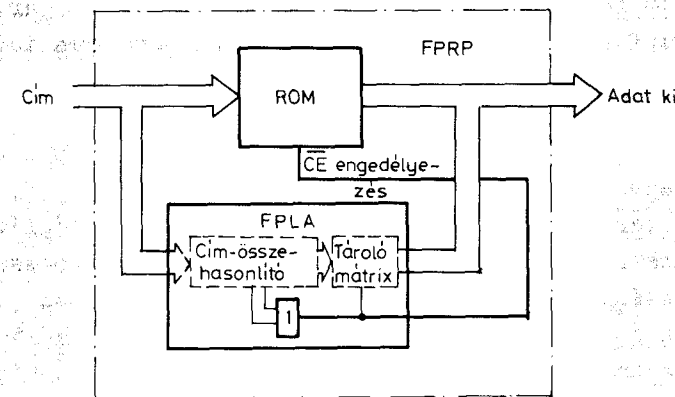 FPRP
Cím
ROM
Adat ki
CE engedélye-
zés
FPLA
Cím-össze-
hasonlító
Tároló
mátrix
1